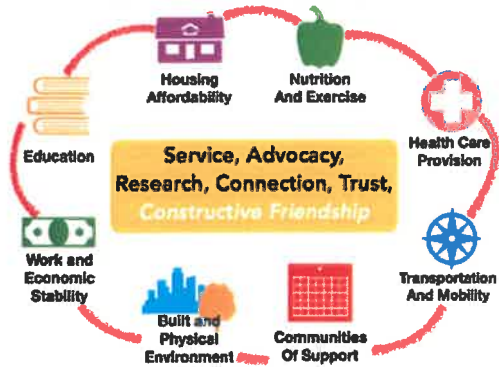 Housing
Affordability
Nutrition
And Exercise
Education
Health Care
Provision
Service, Advocacy,
Research, Connection, Trust,
Constructive Friendship
Work and
Economic
Stability
Transportation
And Mobility
Built and
Physical
Environment
Communities
Of Support